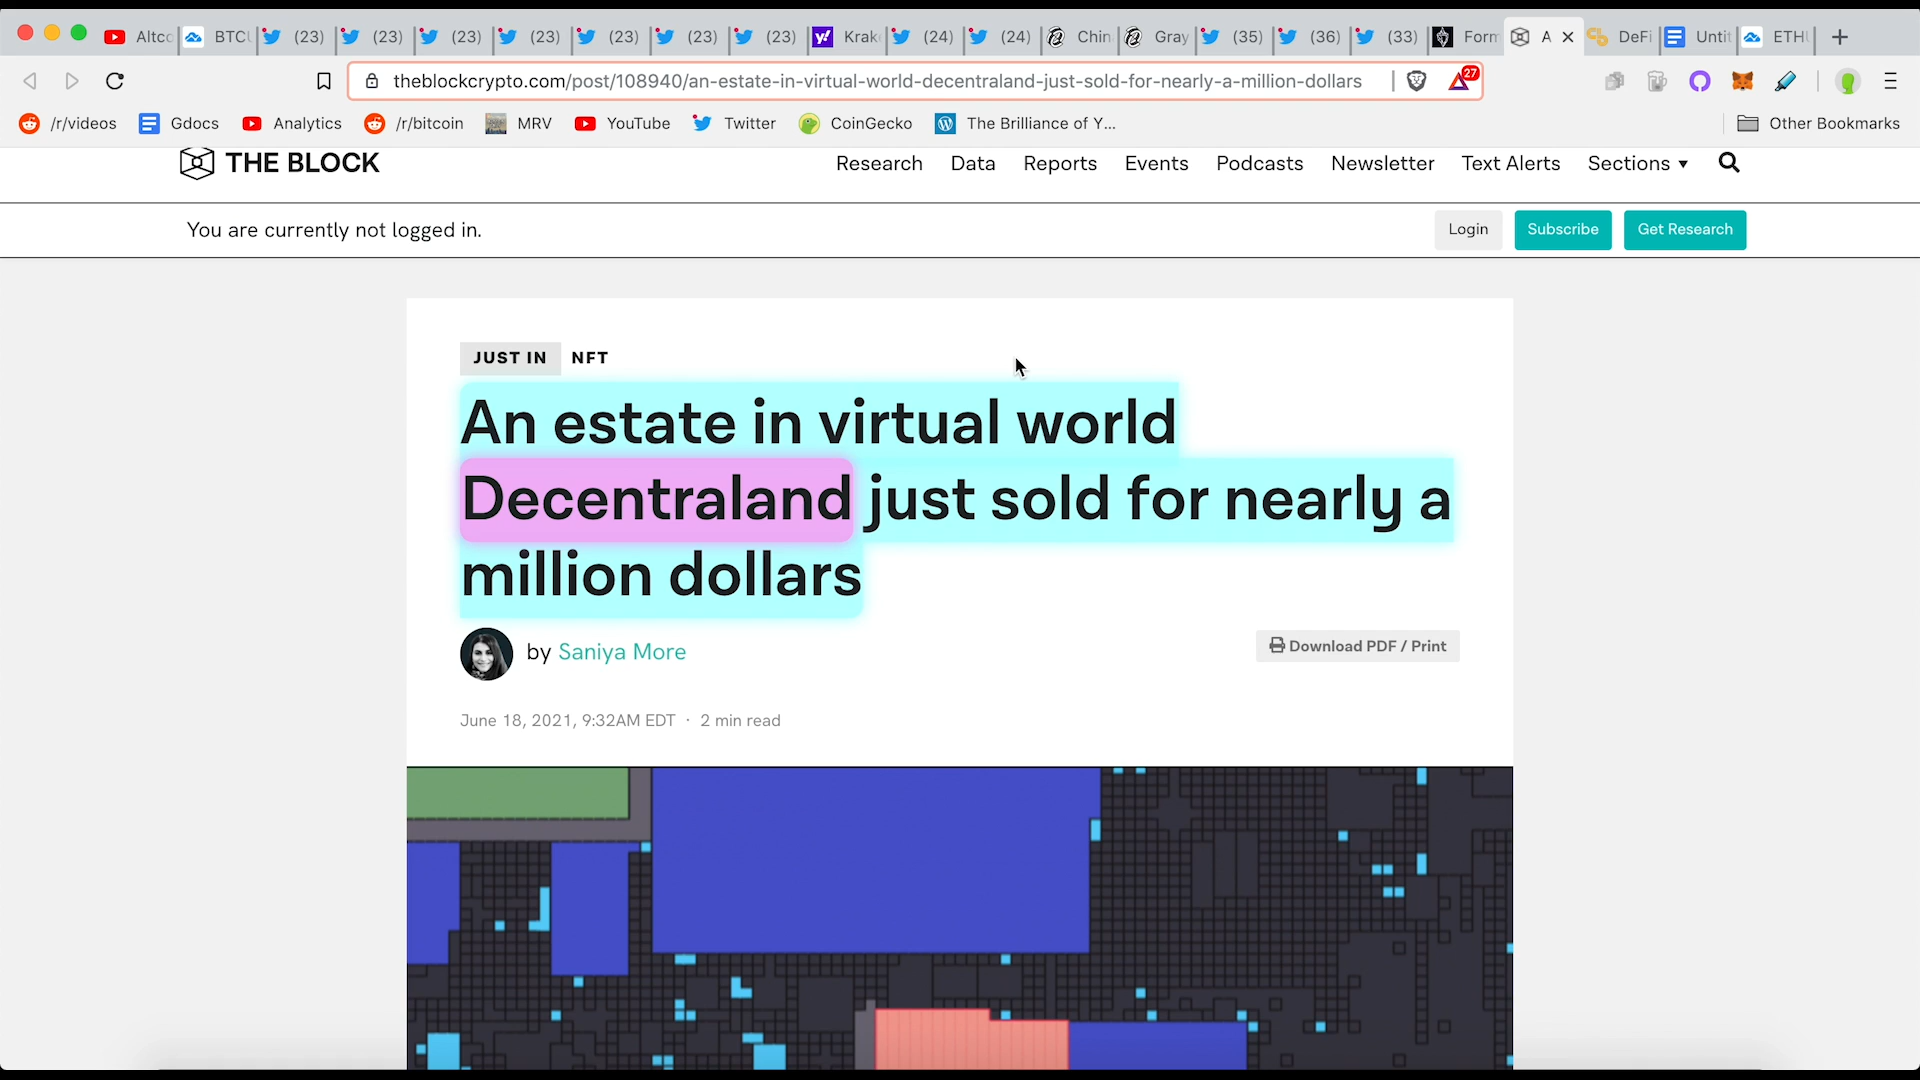 Altc
BTCU
(23)
(23)
(23)
(23)
(23)
(23)
(23)
Krak
(24)
(24)
Chin
Gray
(35)
(36)
(33)
Form
A
DeFi
Unti
ETHU
theblockcrypto.com/post/108940/an-estate-in-virtual-world-decentraland-just-sold-for-nearly-a-million-dollars
27
/r/videos
Gdocs
Analytics
/r/bitcoin
MRV
YouTube
Twitter
CoinGecko
The Brilliance of Y...
Other Bookmarks
THE BLOCK
Research
Data
Reports
Events
Podcasts
Newsletter
Text Alerts
Sections
You are currently not logged in.
Login
Subscribe
Get Research
JUST IN
NFT
An estate in virtual world
Decentraland just sold for nearly a
million dollars
by Saniya More
Download PDF / Print
June 18, 2021, 9:32AM EDT · 2 min read